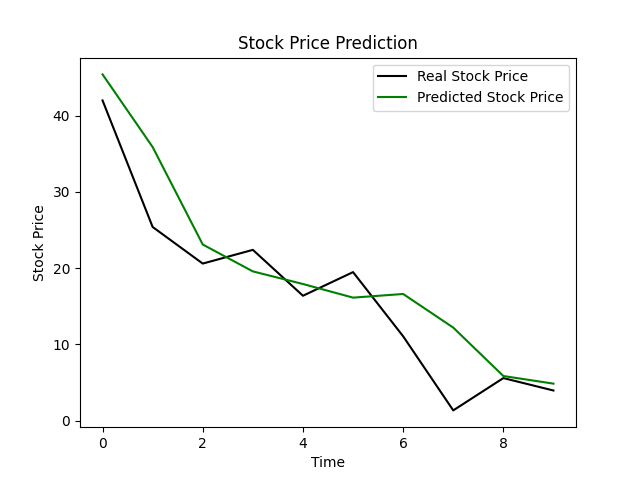 Stock Price Prediction
Real Stock Price
Predicted Stock Price
Stock Price
40
30
20
10
0
0 2 4 6 8
Time